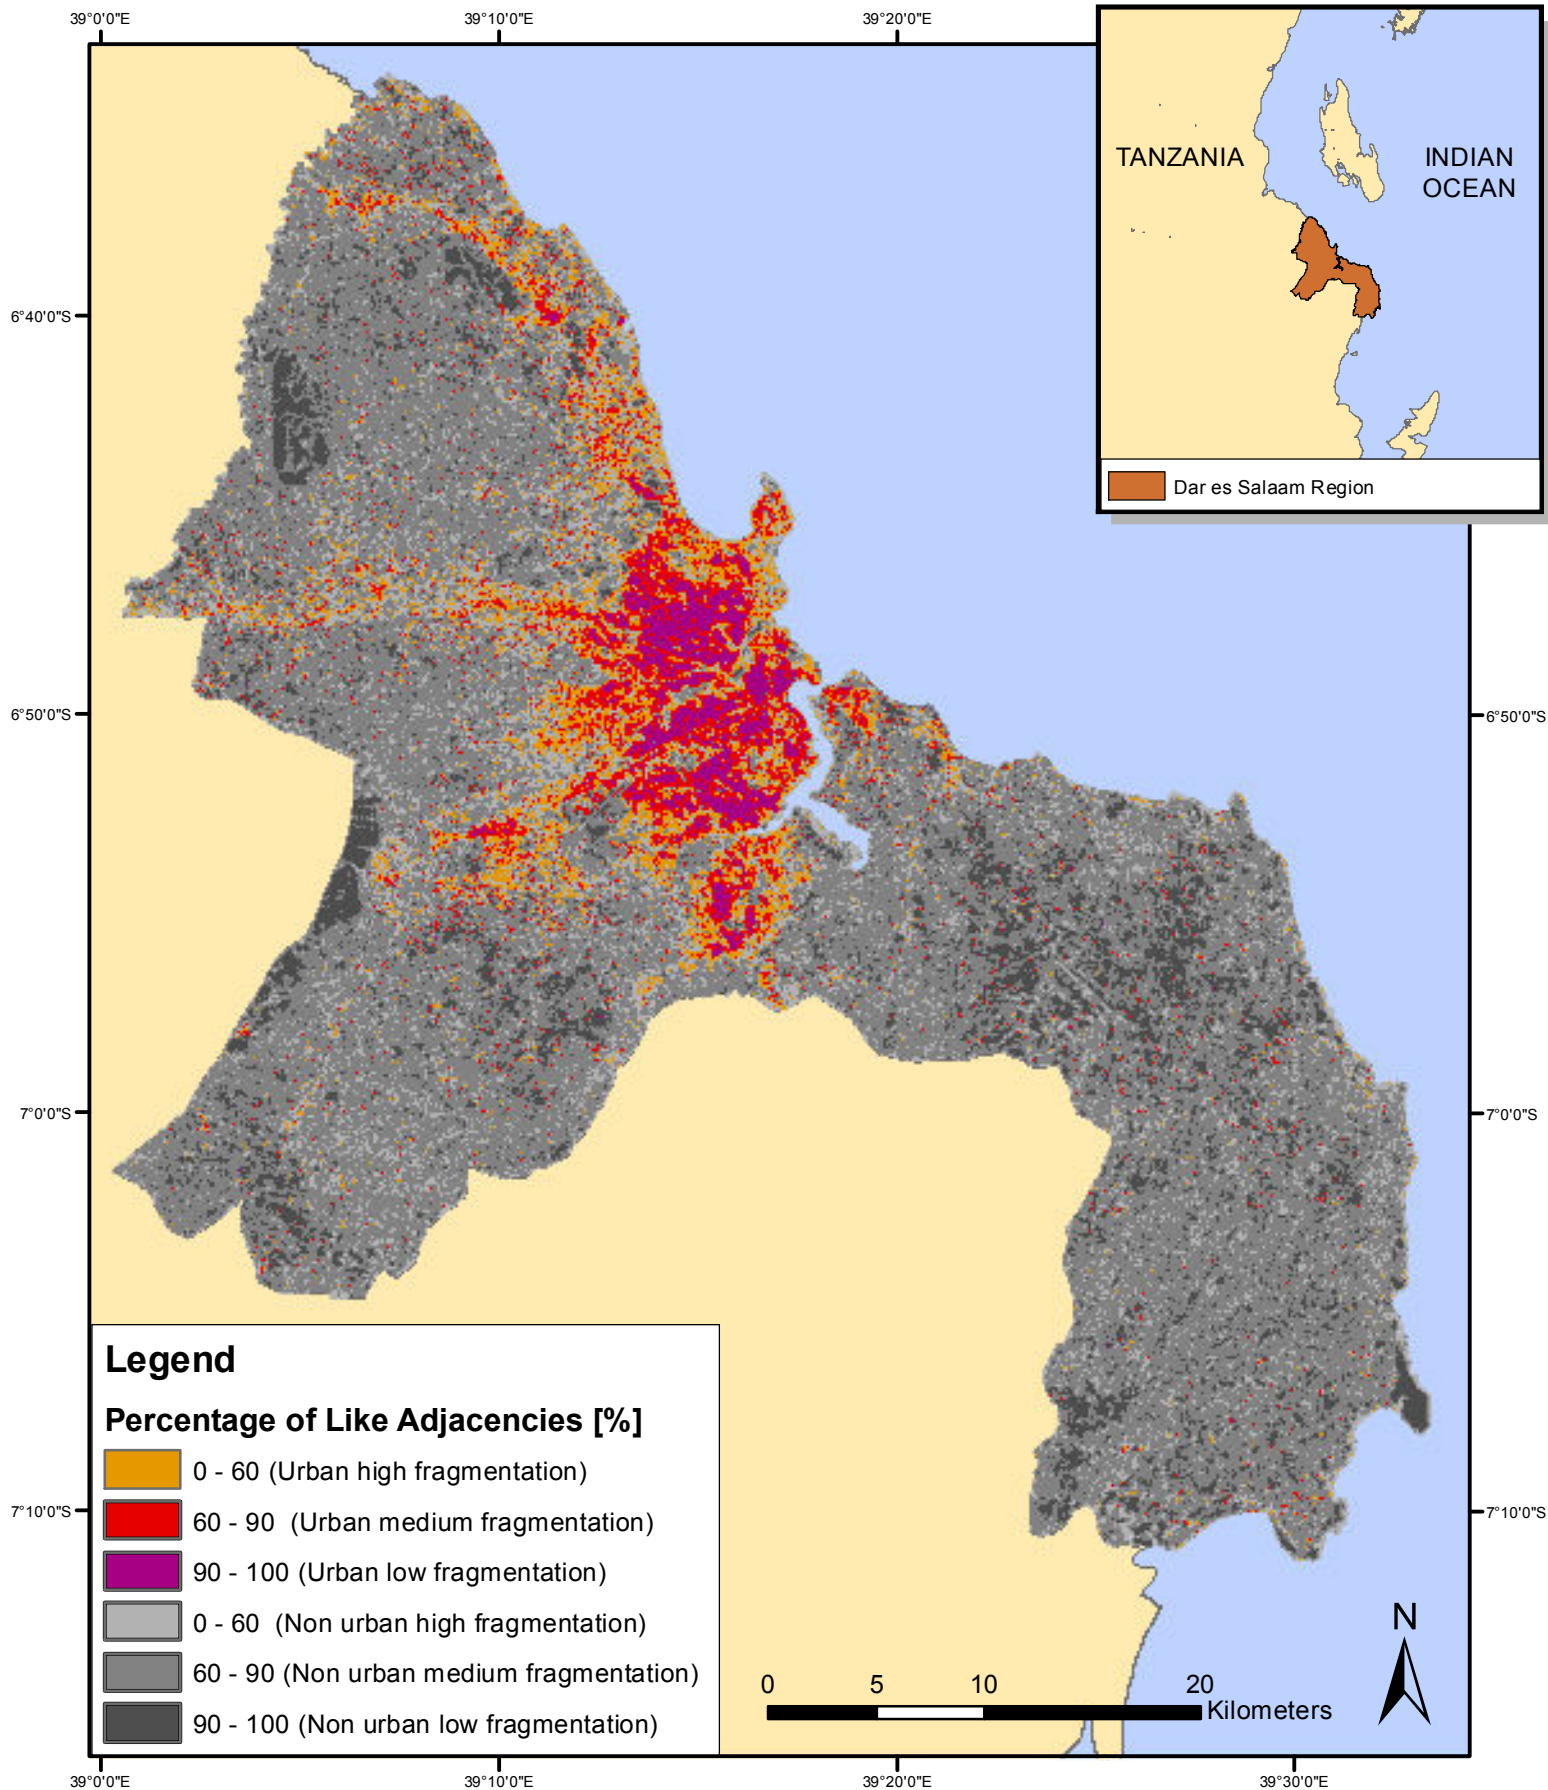 39°0'0"E
39°10'0"E
39°20'0"E
TANZANIA
INDIAN
OCEAN
Dar es Salaam Region
6°40'0"S
6°50'0"S
6°50'0"S
7°0'0"S
7°0'0"S
7°10'0"S
7°10'0"S
Legend
Percentage of Like Adjacencies [%]
0 - 60 (Urban high fragmentation)
60 - 90 (Urban medium fragmentation)
90 - 100 (Urban low fragmentation)
0 - 60 (Non urban high fragmentation)
60 - 90 (Non urban medium fragmentation)
90 - 100 (Non urban low fragmentation)
N
0 5 10 20
Kilometers
39°0'0"E
39°10'0"E
39°20'0"E
39°30'0"E